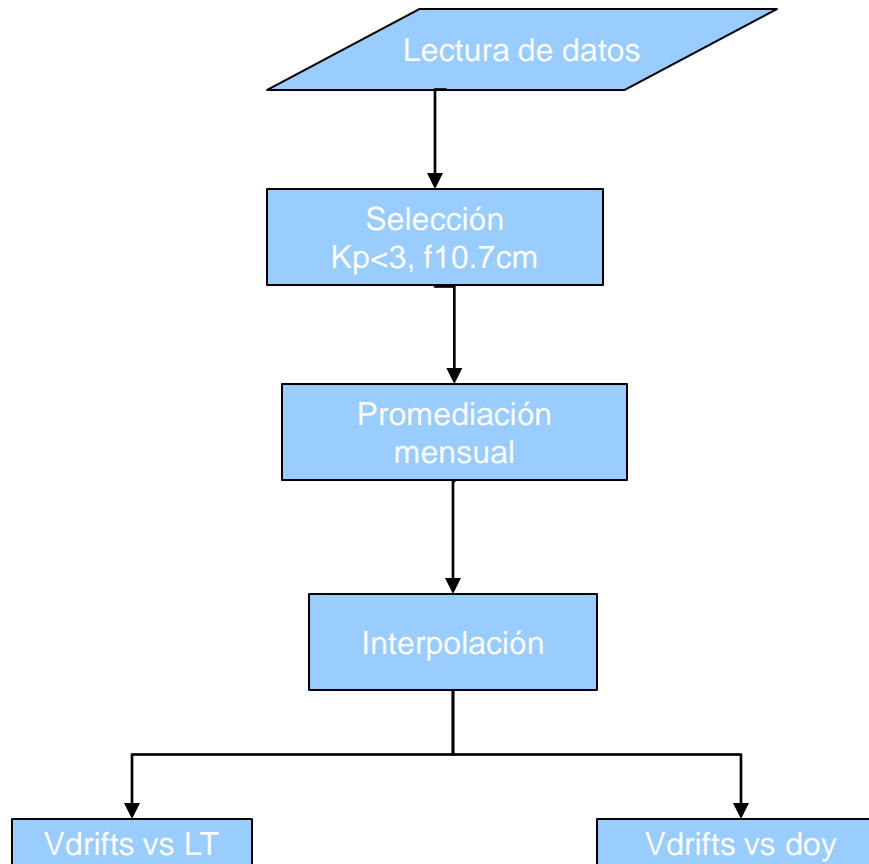 Lectura de datos
Selección
Kp<3, f10.7cm
Promediación
mensual
Interpolación
Vdrifts vs LT
Vdrifts vs doy